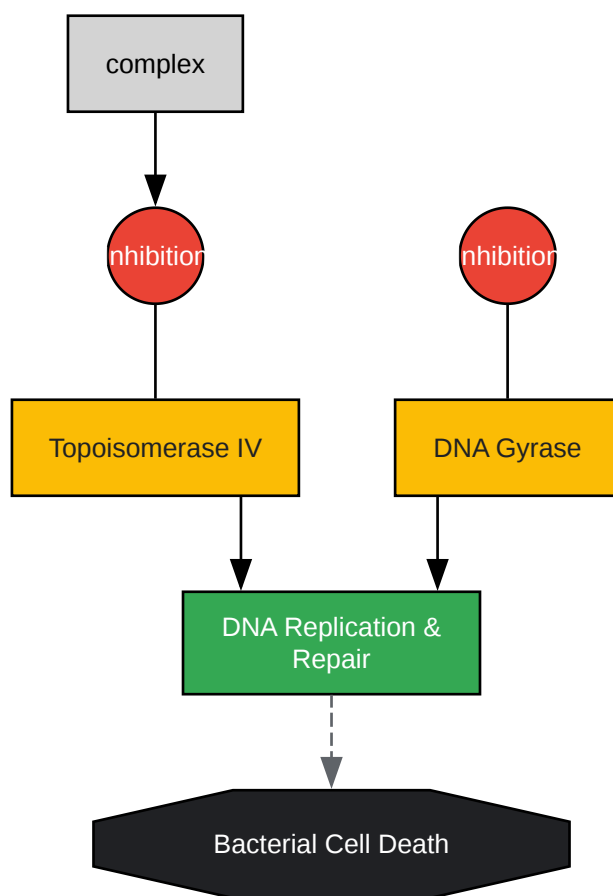 complex
nhibition
nhibition
Topoisomerase IV
DNA Gyrase
DNA Replication &
Repair
Bacterial Cell Death